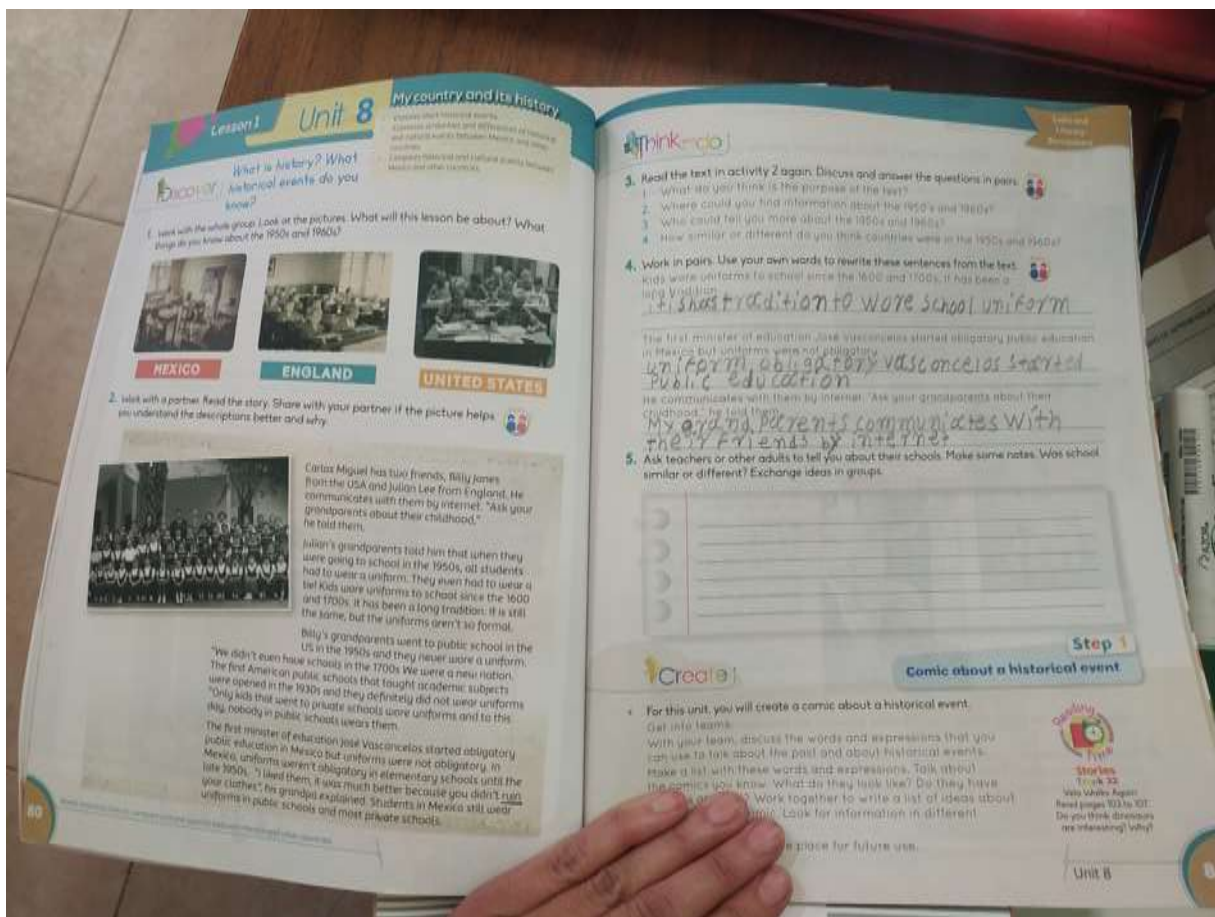 Lesson 1
Unit 8
My country and its history
Discover
What is history? What
historical events do you
know?
1. Work with the whole group. Look at the pictures. What will this lesson be about? What
things do you know about the 1950s and 1960s?
MEXICO
ENGLAND
UNITED STATES
2. Work with a partner. Read the story. Share with your partner if the picture helps
you understand the descriptions better and why.
Carlos Miguel has two friends, Billy Jones
from the USA and Julian Lee from England. He
communicates with them by internet. "Ask your
grandparents about their childhood,"
he told them.
Julian's grandparents told him that when they
were going to school in the 1950s, all students
had to wear a uniform. They even had to wear a
tie! Kids wore uniforms to school since the 1600
and 1700s. It has been a long tradition. It is still
the same, but the uniforms aren't so formal.
Billy's grandparents went to public school in the
US in the 1950s and they never wore a uniform.
"We didn't even have schools in the 1700s. We were a new nation.
The first American public schools that taught academic subjects
were opened in the 1930s and they definitely did not wear uniforms.
"Only kids that went to private schools wore uniforms and to this
day, nobody in public schools wears them.
The first minister of education José Vasconcelos started obligatory
public education in Mexico but uniforms were not obligatory. In
Mexico, uniforms weren't obligatory in elementary schools until the
late 1950s. "I liked them, it was much better because you didn't ruin
your clothes", his grandpa explained. Students in Mexico still wear
uniforms in public schools and most private schools.
80
Think and do!
3. Read the text in activity 2 again. Discuss and answer the questions in pairs.
1. What do you think is the purpose of the text?
2. Where could you find information about the 1950's and 1960s?
3. Who could tell you more about the 1950s and 1960s?
4. How similar or different do you think countries were in the 1950s and 1960s?
4. Work in pairs. Use your own words to rewrite these sentences from the text.
Kids wore uniforms to school since the 1600 and 1700s. It has been a
long tradition.
it is has tradition to wore school uniform
The first minister of education José Vasconcelos started obligatory public education
in Mexico but uniforms were not obligatory.
uniform obligatory vasconcelos started
public education
He communicates with them by internet. "Ask your grandparents about their
childhood," he told them.
My grand parents communicates with
their friends by internet
5. Ask teachers or other adults to tell you about their schools. Make some notes. Was school
similar or different? Exchange ideas in groups.
Step 1
Create!
Comic about a historical event
For this unit, you will create a comic about a historical event.
Get into teams.
With your team, discuss the words and expressions that you
can use to talk about the past and about historical events.
Make a list with these words and expressions. Talk about
the comics you know. What do they look like? Do they have
Work together to write a list of ideas about
Look for information in different
place for future use.
Reading
Time
Stories
Track 32
Vela Walks Again
Read pages 103 to 107.
Do you think dinosaurs
are interesting? Why?
Unit 8